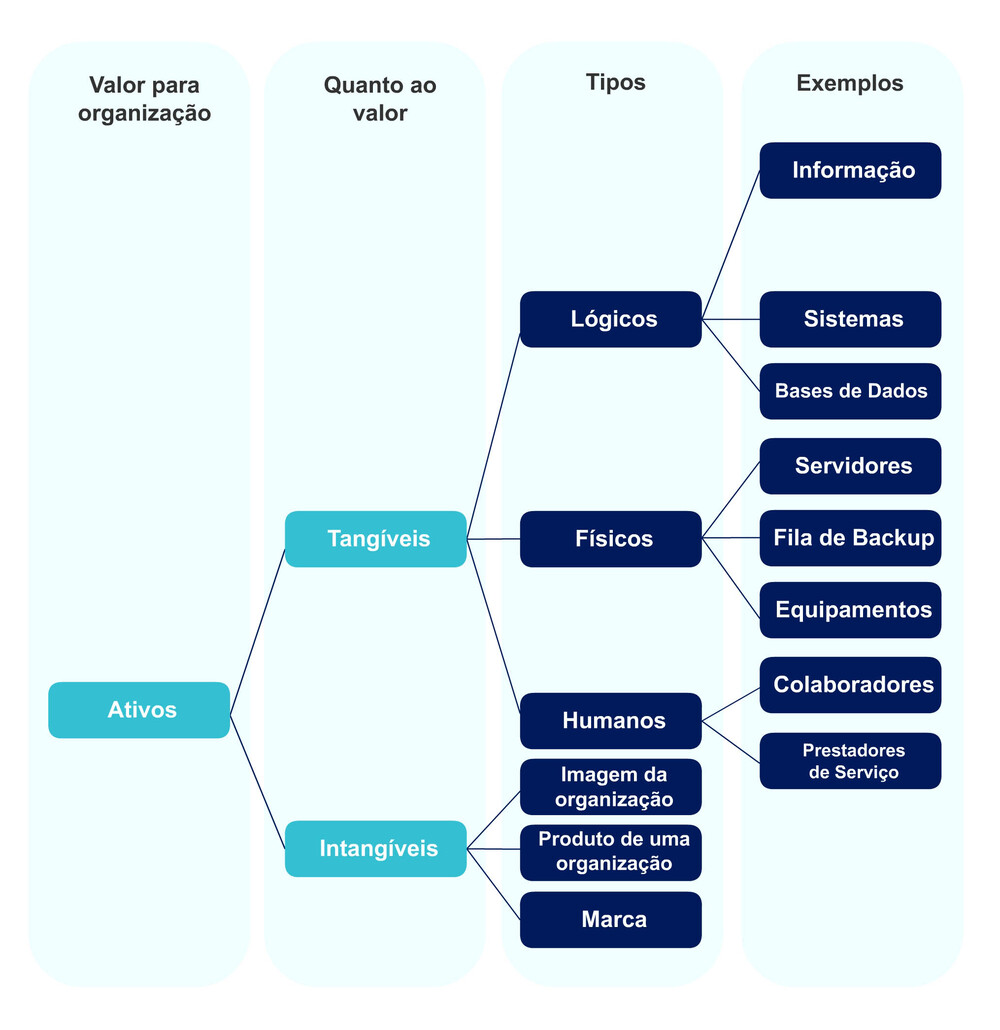 Valor para
organização
Quanto ao
valor
Tipos
Exemplos
Informação
Lógicos
Sistemas
Bases de Dados
Servidores
Tangíveis
Físicos
Fila de Backup
Equipamentos
Colaboradores
Ativos
Humanos
Prestadores
de Serviço
Imagem da
organização
Intangíveis
Produto de uma
organização
Marca